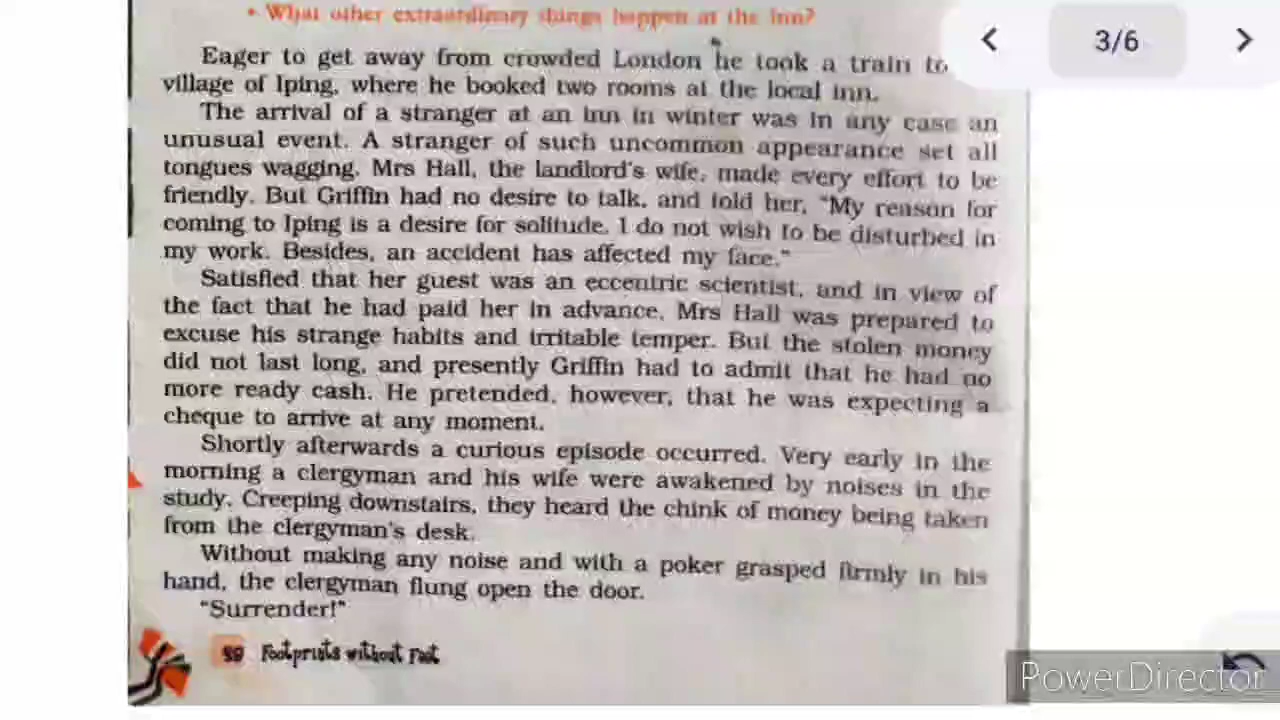 • What other extraordinary things happen at the inn?
3/6
Eager to get away from crowded London he took a train to
village of Iping, where he booked two rooms at the local inn.
The arrival of a stranger at an inn in winter was in any case an
unusual event. A stranger of such uncommon appearance set all
tongues wagging. Mrs Hall, the landlord's wife, made every effort to be
friendly. But Griffin had no desire to talk, and told her, "My reason for
coming to Iping is a desire for solitude. I do not wish to be disturbed in
my work. Besides, an accident has affected my face."
Satisfied that her guest was an eccentric scientist, and in view of
the fact that he had paid her in advance, Mrs Hall was prepared to
excuse his strange habits and irritable temper. But the stolen money
did not last long, and presently Griffin had to admit that he had no
more ready cash. He pretended, however, that he was expecting a
cheque to arrive at any moment.
Shortly afterwards a curious episode occurred. Very early in the
morning a clergyman and his wife were awakened by noises in the
study. Creeping downstairs, they heard the chink of money being taken
from the clergyman's desk.
Without making any noise and with a poker grasped firmly in his
hand, the clergyman flung open the door.
"Surrender!"
Footprints without Feet
PowerDirector